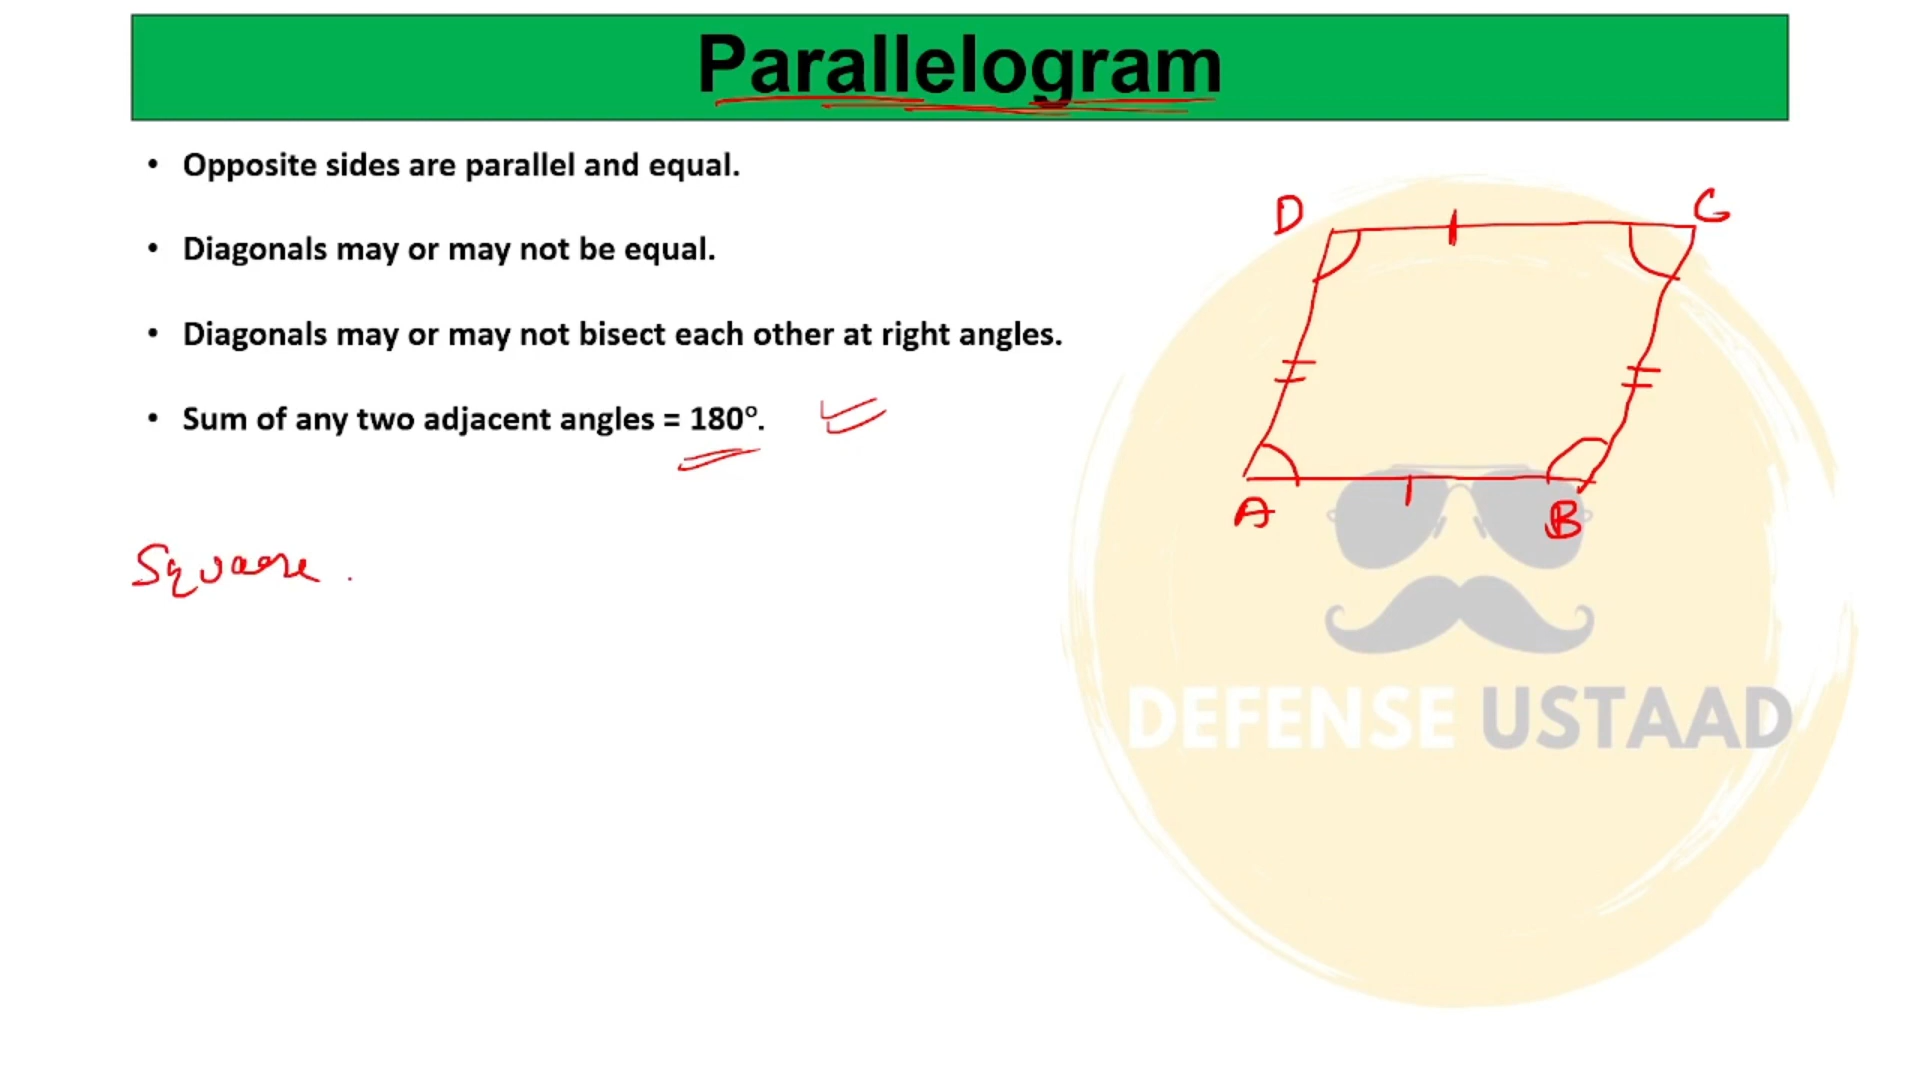 Parallelogram
• Opposite sides are parallel and equal.
• Diagonals may or may not be equal.
• Diagonals may or may not bisect each other at right angles.
• Sum of any two adjacent angles = 180°.
Square.
D C
A B
DEFENSE USTAAD